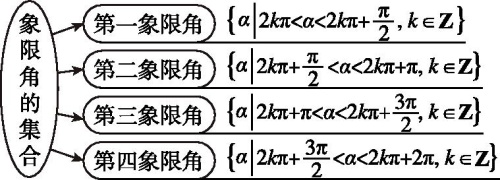 象限角的集合
第一象限角 {α|2kπ<α<2kπ+π/2, k∈Z}
第二象限角 {α|2kπ+π/2<α<2kπ+π, k∈Z}
第三象限角 {α|2kπ+π<α<2kπ+3π/2, k∈Z}
第四象限角 {α|2kπ+3π/2<α<2kπ+2π, k∈Z}